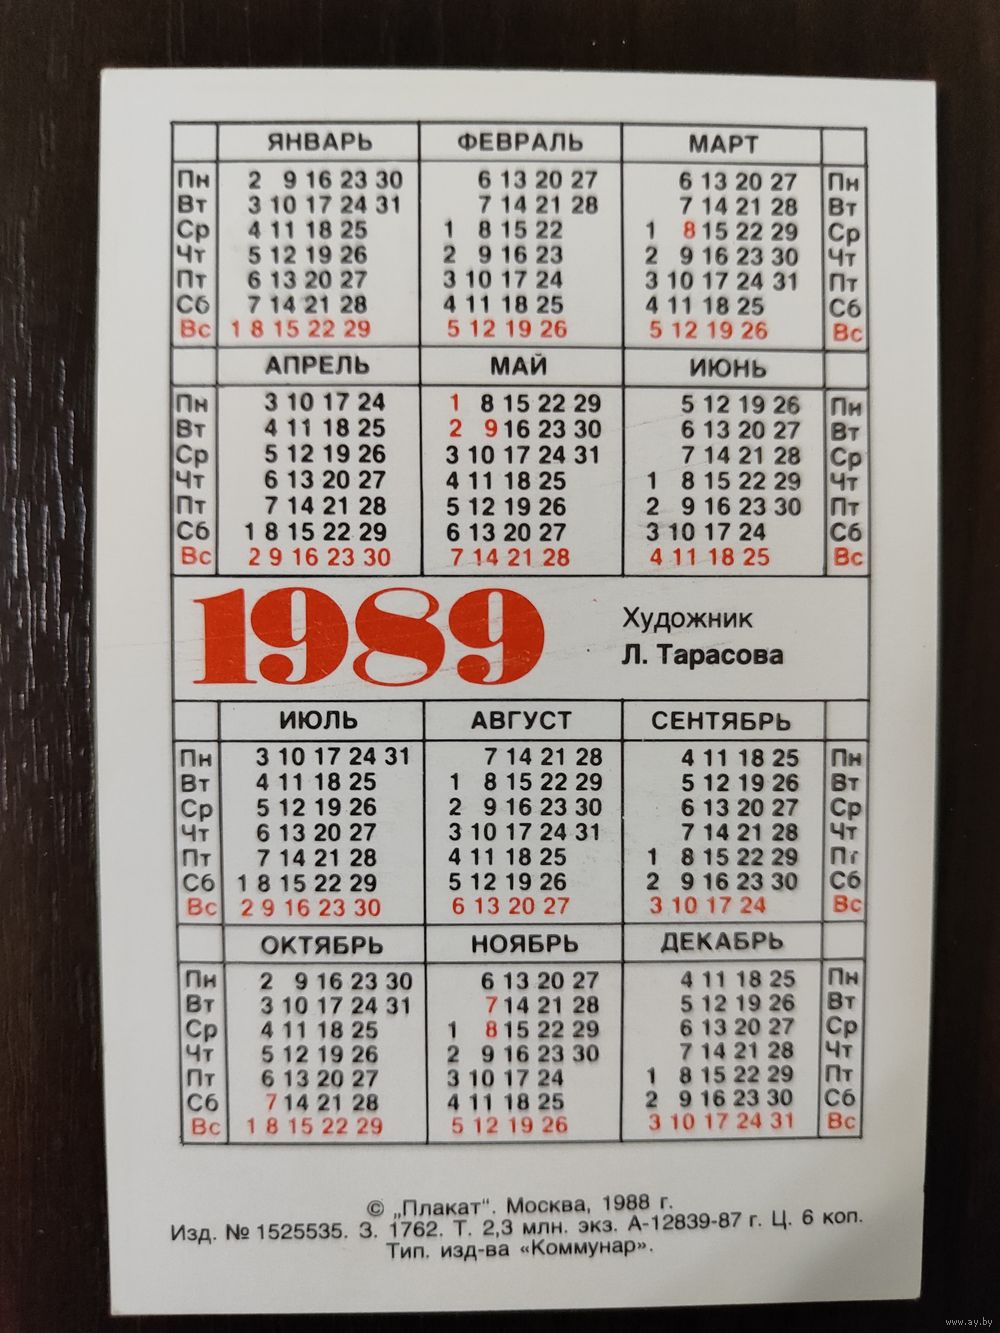 ЯНВАРЬ ФЕВРАЛЬ МАРТ
Пн 2 9 16 23 30 6 13 20 27 6 13 20 27 Пн
Вт 3 10 17 24 31 7 14 21 28 7 14 21 28 Вт
Ср 4 11 18 25 1 8 15 22 1 8 15 22 29 Ср
Чт 5 12 19 26 2 9 16 23 2 9 16 23 30 Чт
Пт 6 13 20 27 3 10 17 24 3 10 17 24 31 Пт
Сб 7 14 21 28 4 11 18 25 4 11 18 25 Сб
Вс 1 8 15 22 29 5 12 19 26 5 12 19 26 Вс
АПРЕЛЬ МАЙ ИЮНЬ
Пн 3 10 17 24 1 8 15 22 29 5 12 19 26 Пн
Вт 4 11 18 25 2 9 16 23 30 6 13 20 27 Вт
Ср 5 12 19 26 3 10 17 24 31 7 14 21 28 Ср
Чт 6 13 20 27 4 11 18 25 1 8 15 22 29 Чт
Пт 7 14 21 28 5 12 19 26 2 9 16 23 30 Пт
Сб 1 8 15 22 29 6 13 20 27 3 10 17 24 Сб
Вс 2 9 16 23 30 7 14 21 28 4 11 18 25 Вс
1989
Художник
Л. Тарасова
ИЮЛЬ АВГУСТ СЕНТЯБРЬ
Пн 3 10 17 24 31 7 14 21 28 4 11 18 25 Пн
Вт 4 11 18 25 1 8 15 22 29 5 12 19 26 Вт
Ср 5 12 19 26 2 9 16 23 30 6 13 20 27 Ср
Чт 6 13 20 27 3 10 17 24 31 7 14 21 28 Чт
Пт 7 14 21 28 4 11 18 25 1 8 15 22 29 Пт
Сб 1 8 15 22 29 5 12 19 26 2 9 16 23 30 Сб
Вс 2 9 16 23 30 6 13 20 27 3 10 17 24 Вс
ОКТЯБРЬ НОЯБРЬ ДЕКАБРЬ
Пн 2 9 16 23 30 6 13 20 27 4 11 18 25 Пн
Вт 3 10 17 24 31 7 14 21 28 5 12 19 26 Вт
Ср 4 11 18 25 1 8 15 22 29 6 13 20 27 Ср
Чт 5 12 19 26 2 9 16 23 30 7 14 21 28 Чт
Пт 6 13 20 27 3 10 17 24 1 8 15 22 29 Пт
Сб 7 14 21 28 4 11 18 25 2 9 16 23 30 Сб
Вс 1 8 15 22 29 5 12 19 26 3 10 17 24 31 Вс
© „Плакат“. Москва, 1988 г.
Изд. № 1525535. З. 1762. Т. 2,3 млн. экз. А-12839-87 г. Ц. 6 коп.
Тип. изд-ва «Коммунар».
www.ay.by